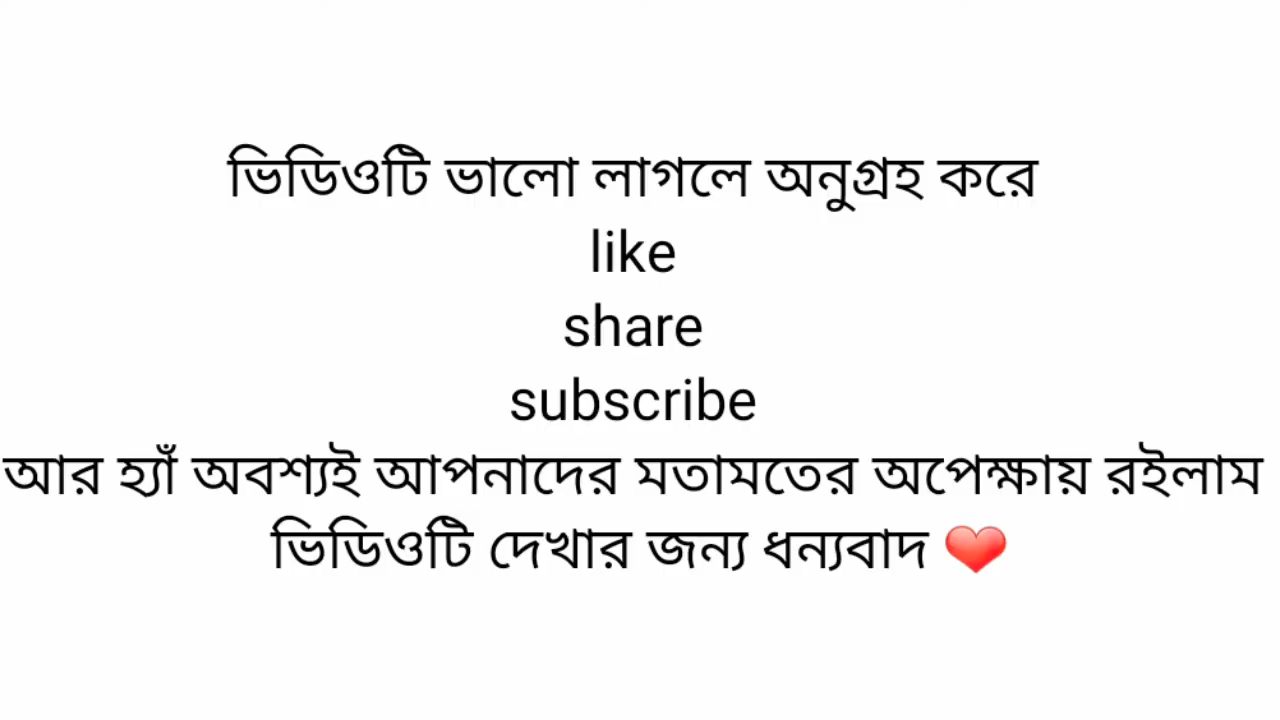 ভিডিওটি ভালো লাগলে অনুগ্রহ করে
like
share
subscribe
আর হ্যাঁ অবশ্যই আপনাদের মতামতের অপেক্ষায় রইলাম
ভিডিওটি দেখার জন্য ধন্যবাদ ❤